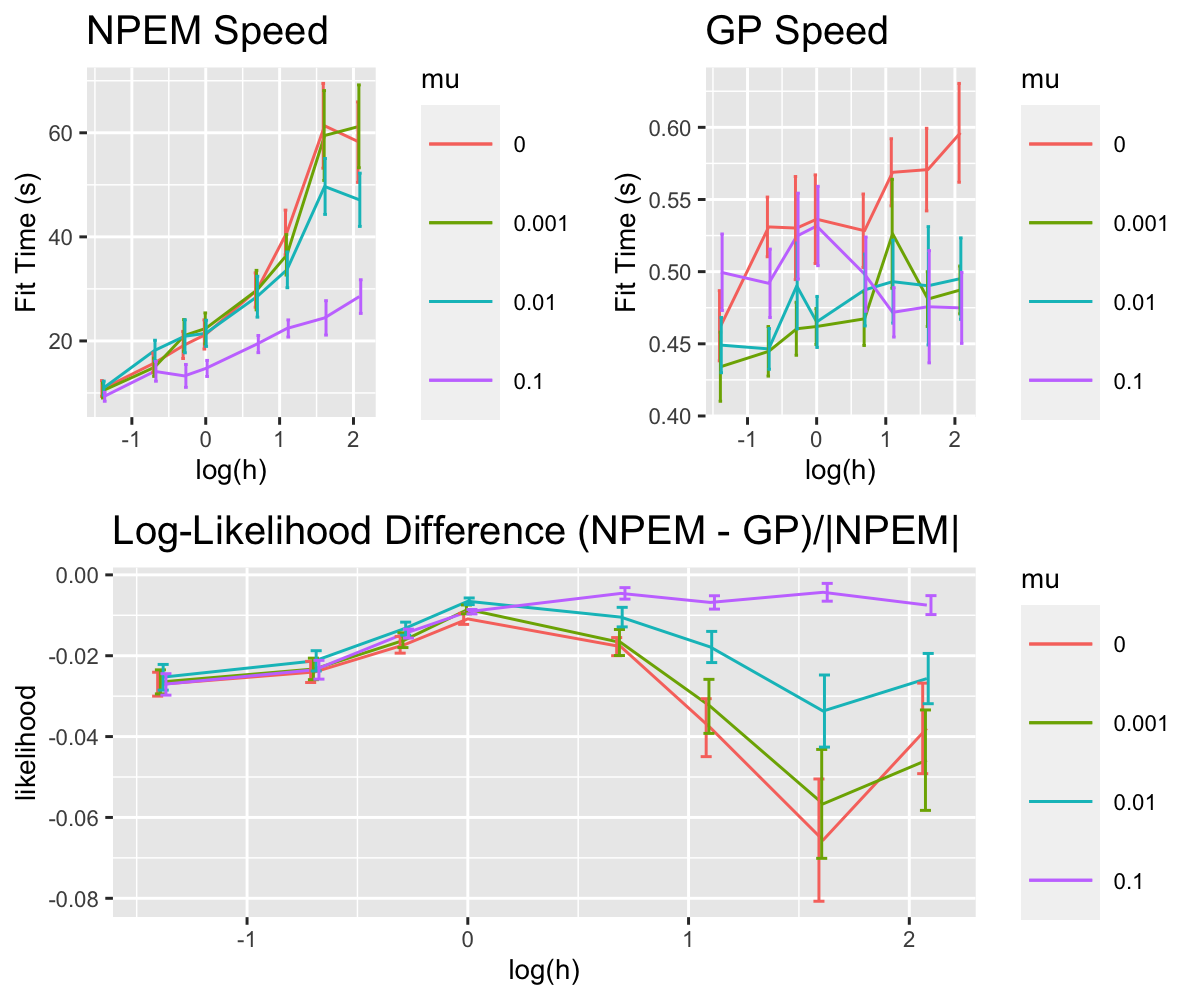 NPEM Speed
Fit Time (s)
60
40
20
-1 0 1 2
log(h)
mu
0
0.001
0.01
0.1
GP Speed
Fit Time (s)
0.60
0.55
0.50
0.45
0.40
-1 0 1 2
log(h)
mu
0
0.001
0.01
0.1
Log-Likelihood Difference (NPEM - GP)/|NPEM|
likelihood
0.00
-0.02
-0.04
-0.06
-0.08
-1 0 1 2
log(h)
mu
0
0.001
0.01
0.1